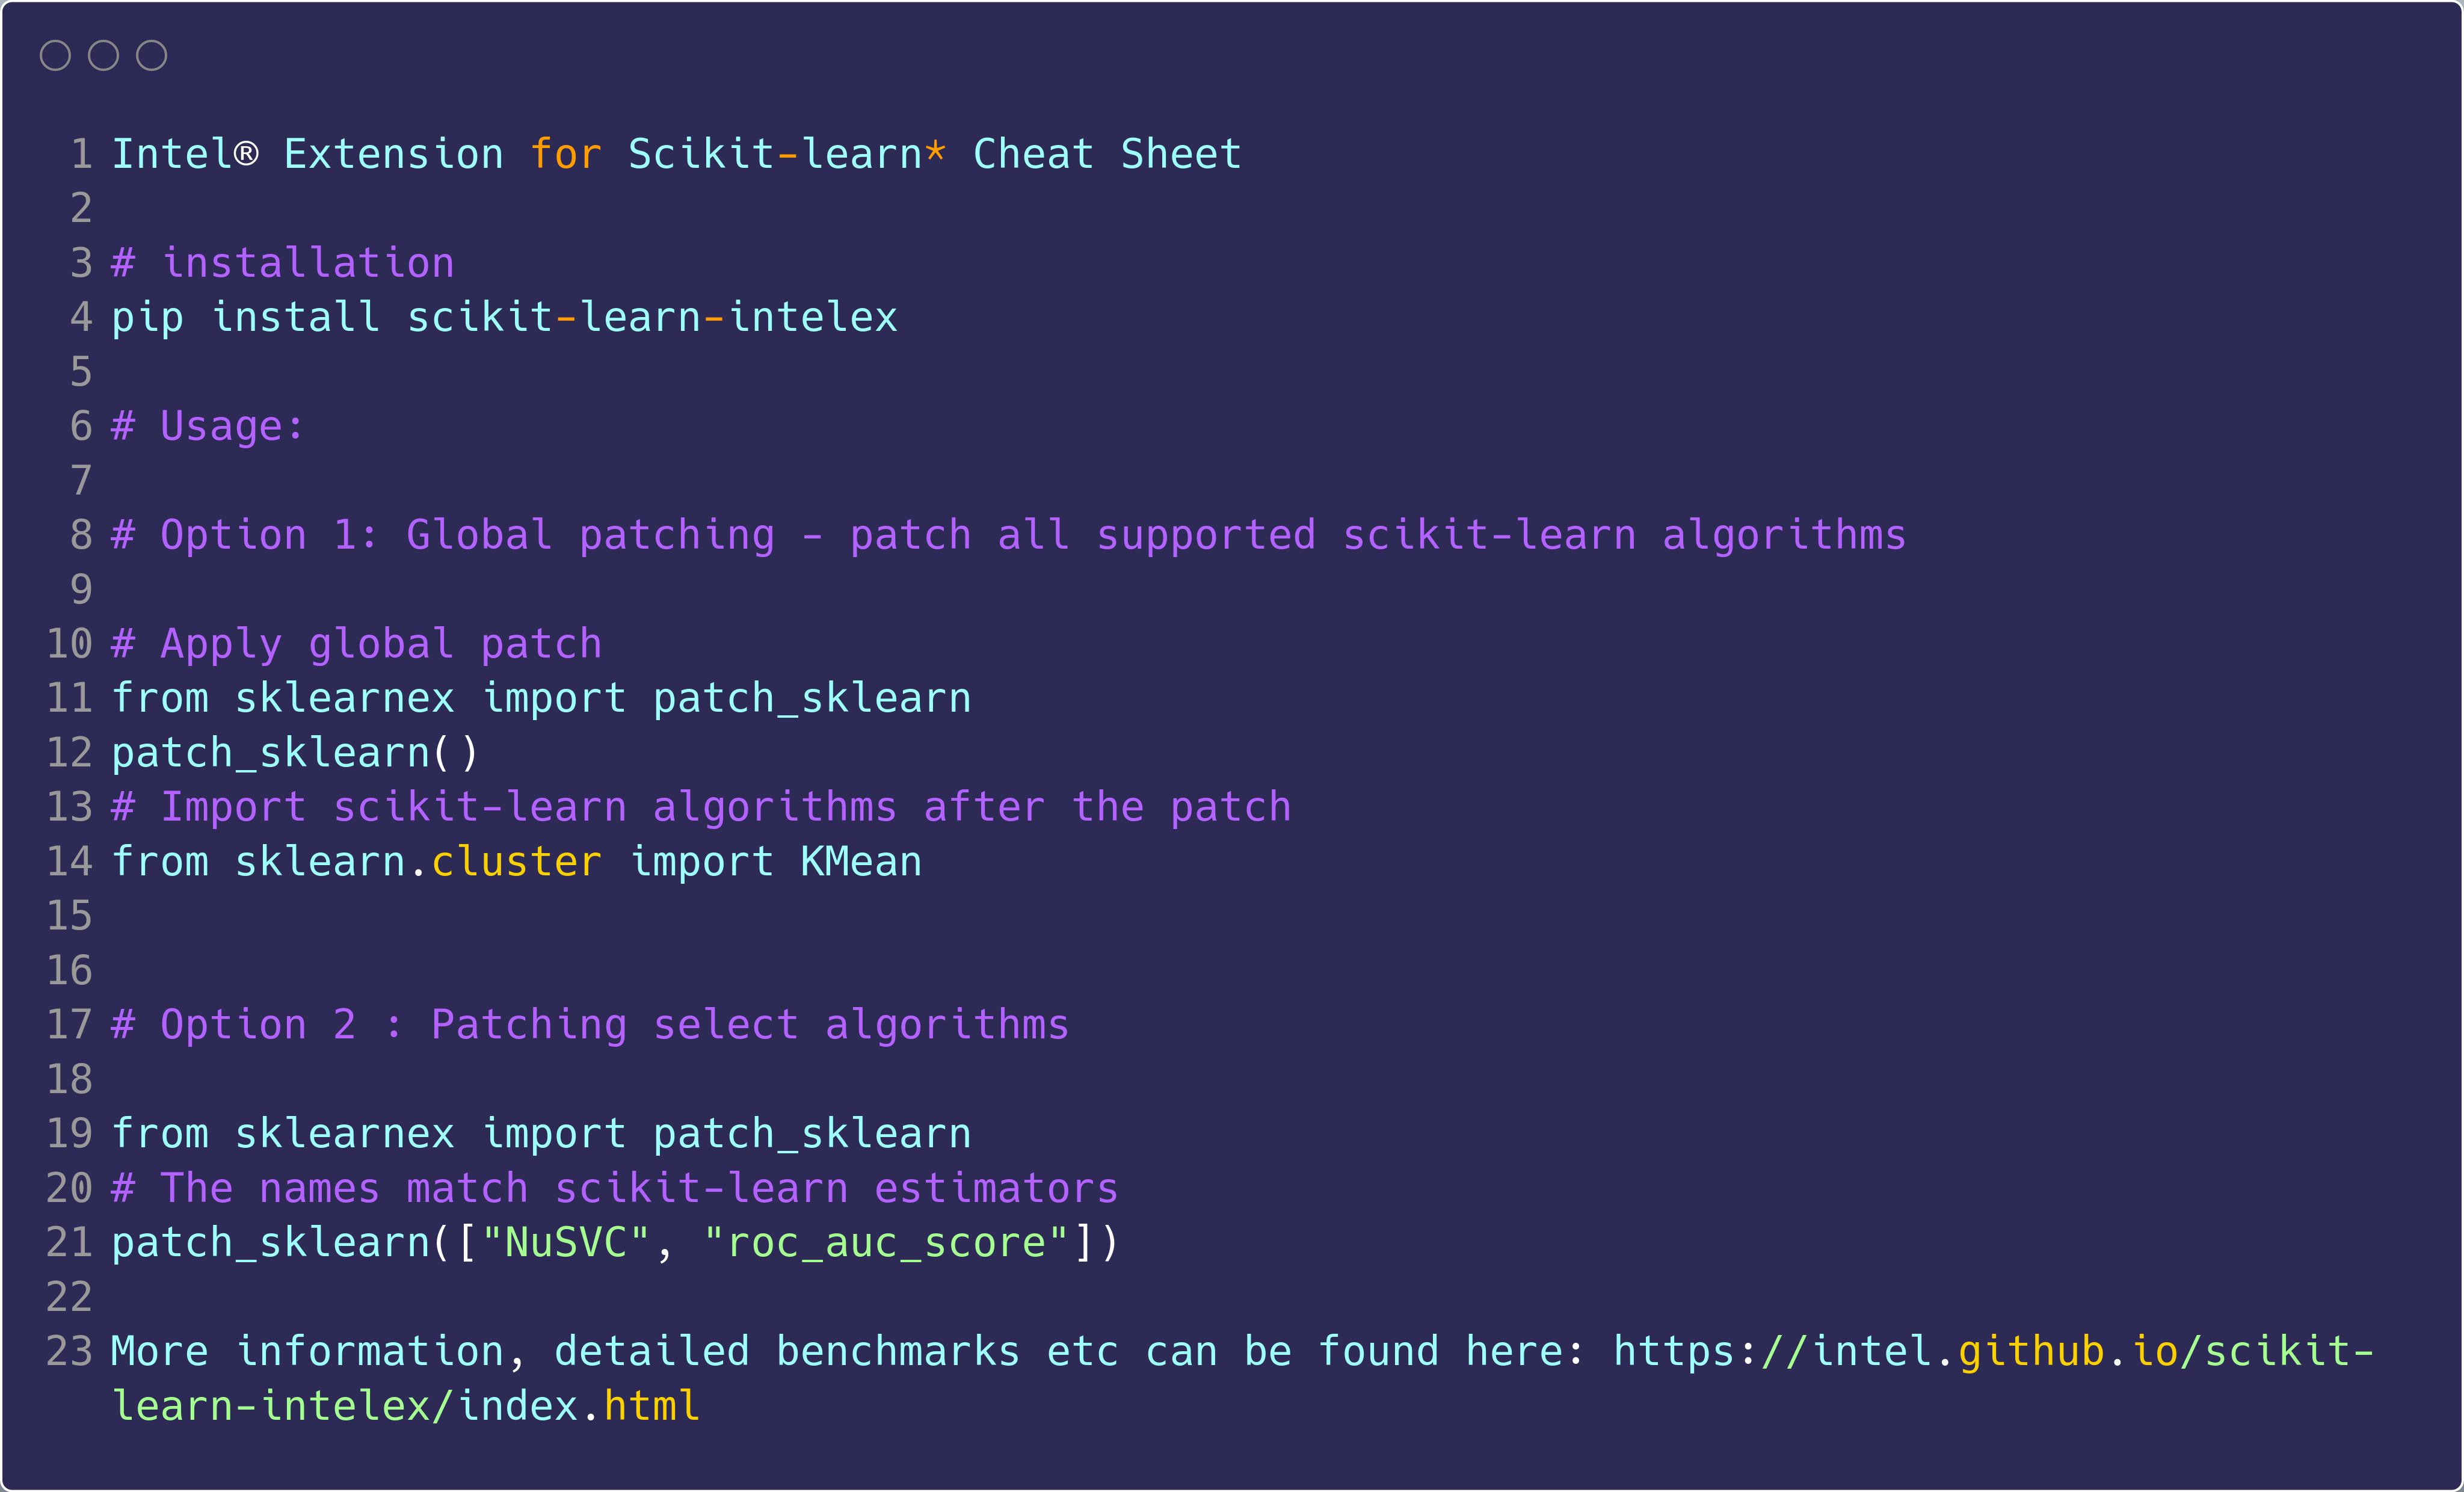 1 Intel® Extension for Scikit-learn* Cheat Sheet
2
3 # installation
4 pip install scikit-learn-intelex
5
6 # Usage:
7
8 # Option 1: Global patching - patch all supported scikit-learn algorithms
9
10 # Apply global patch
11 from sklearnex import patch_sklearn
12 patch_sklearn()
13 # Import scikit-learn algorithms after the patch
14 from sklearn.cluster import KMean
15
16
17 # Option 2 : Patching select algorithms
18
19 from sklearnex import patch_sklearn
20 # The names match scikit-learn estimators
21 patch_sklearn(["NuSVC", "roc_auc_score"])
22
23 More information, detailed benchmarks etc can be found here: https://intel.github.io/scikit-
learn-intelex/index.html